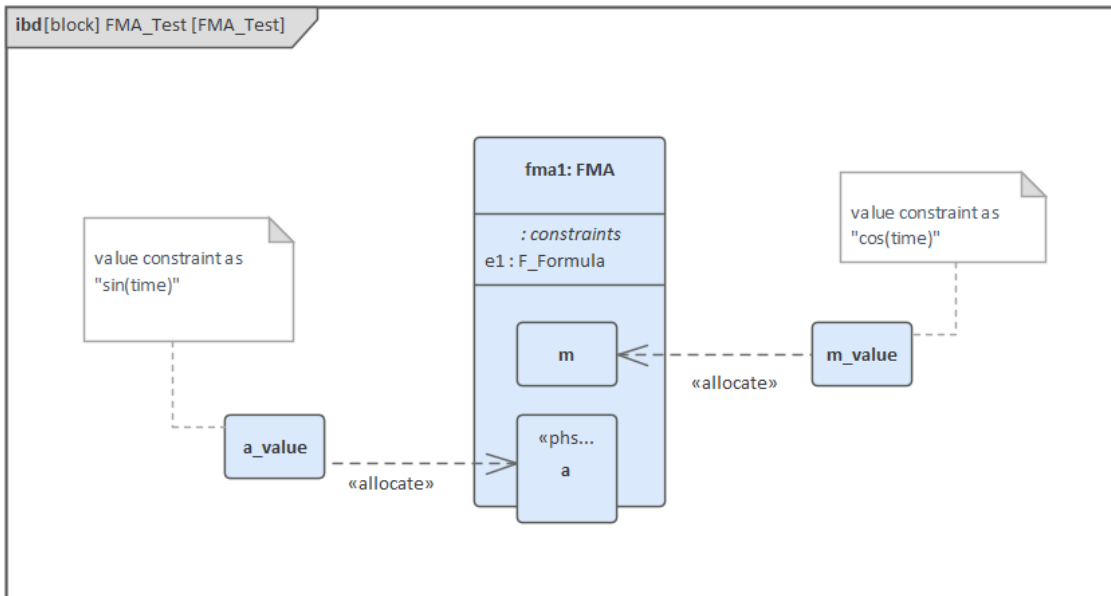 ibd [block] FMA_Test [FMA_Test]
fma1: FMA
: constraints
e1 : F_Formula
value constraint as
"sin(time)"
value constraint as
"cos(time)"
m
m_value
«allocate»
«phs...
a
a_value
«allocate»